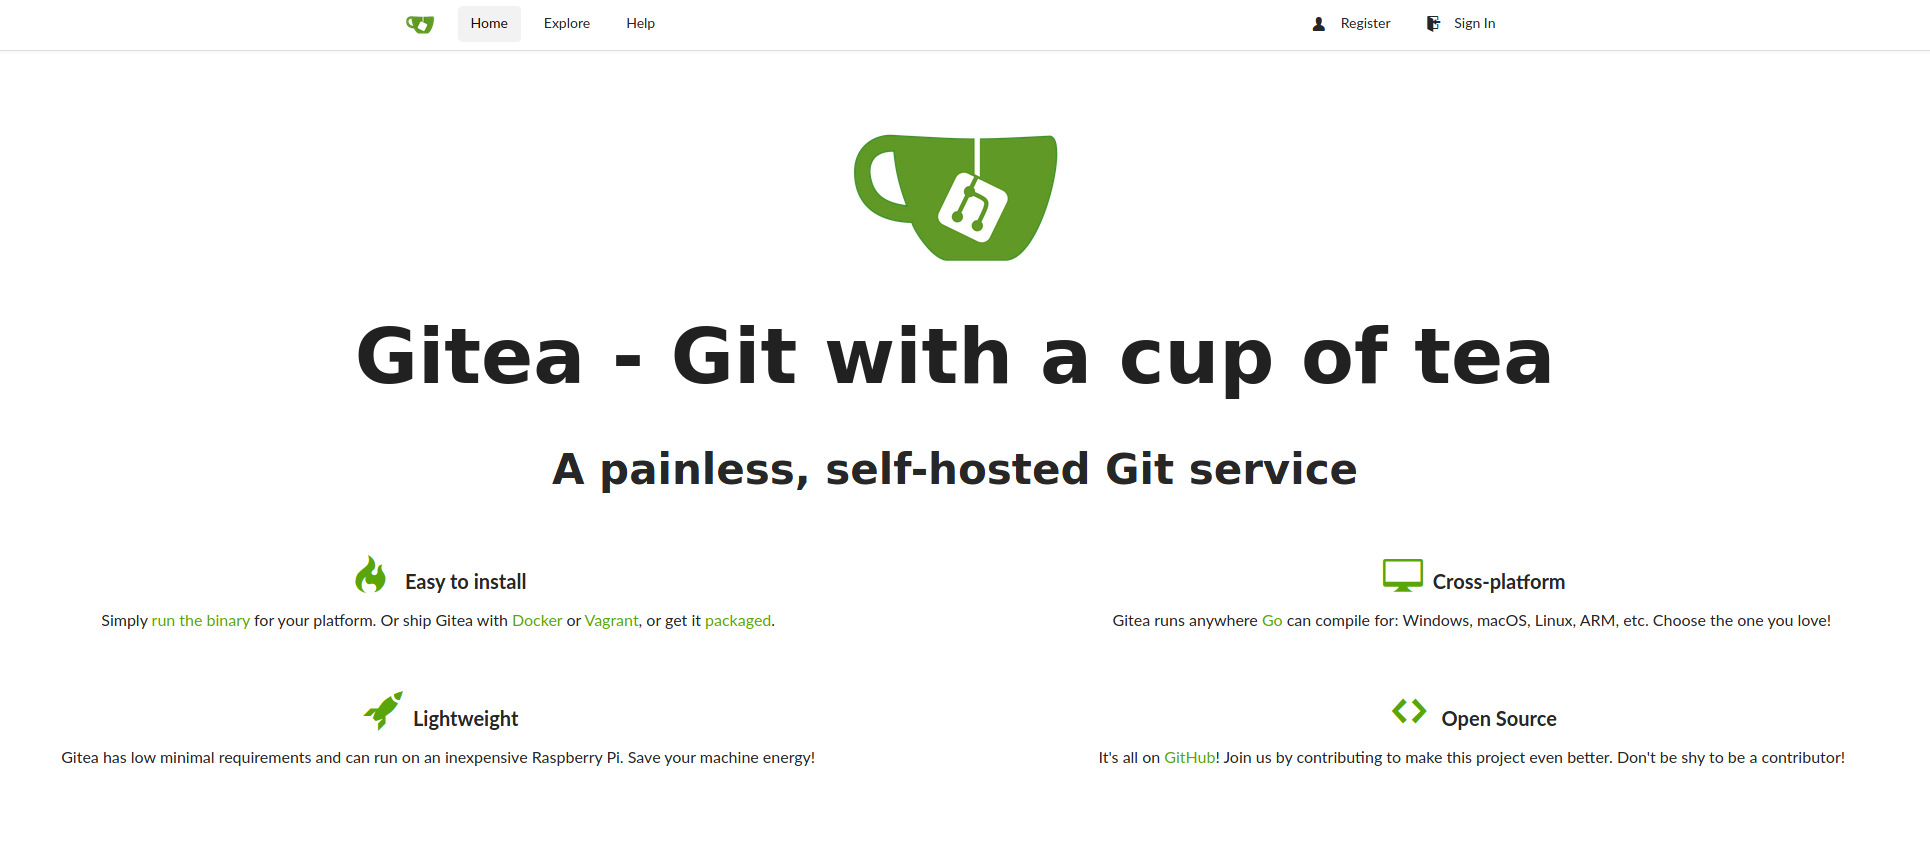 Home Explore Help Register Sign In
Gitea - Git with a cup of tea
A painless, self-hosted Git service
Easy to install
Simply run the binary for your platform. Or ship Gitea with Docker or Vagrant, or get it packaged.
Cross-platform
Gitea runs anywhere Go can compile for: Windows, macOS, Linux, ARM, etc. Choose the one you love!
Lightweight
Gitea has low minimal requirements and can run on an inexpensive Raspberry Pi. Save your machine energy!
Open Source
It's all on GitHub! Join us by contributing to make this project even better. Don't be shy to be a contributor!